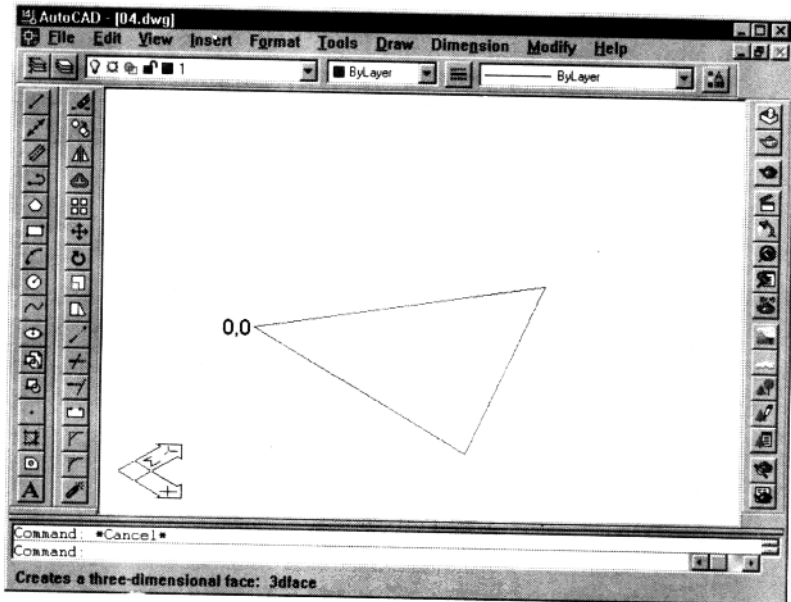 AutoCAD - [04.dwg]
File Edit View Insert Format Tools Draw Dimension Modify Help
1 ByLayer ByLayer
0,0
W Y
X
A
Command: *Cancel*
Command:
Creates a three-dimensional face: 3dface